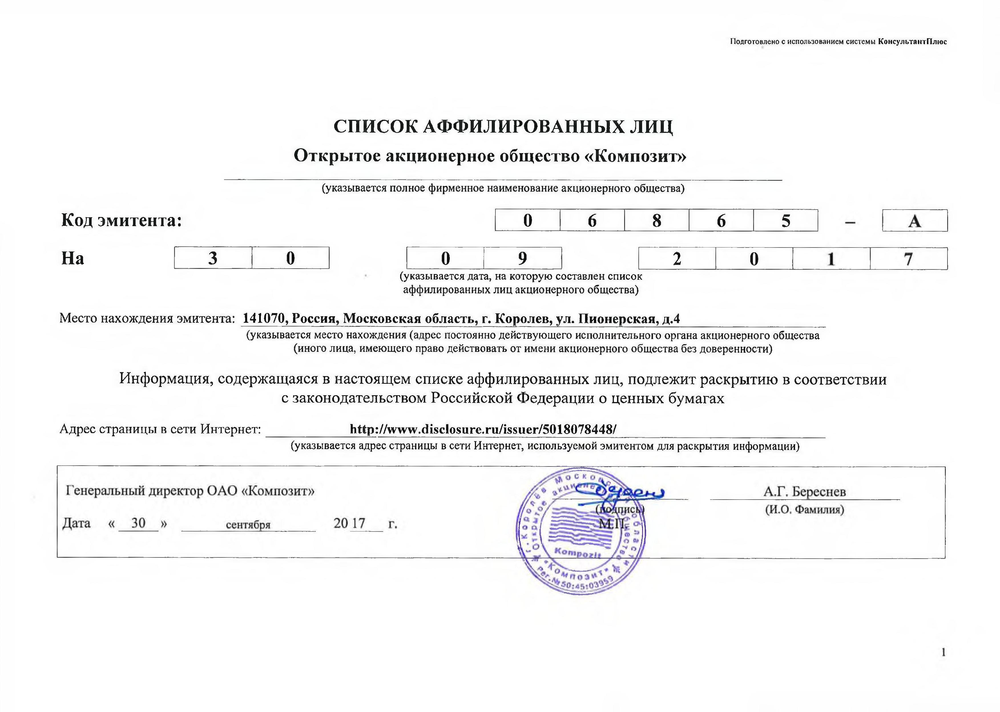 Подготовлено с использованием системы КонсультантПлюс
СПИСОК АФФИЛИРОВАННЫХ ЛИЦ
Открытое акционерное общество «Композит»
(указывается полное фирменное наименование акционерного общества)
Код эмитента: 0 6 8 6 5 – А
На 3 0 0 9 2 0 1 7
(указывается дата, на которую составлен список
аффилированных лиц акционерного общества)
Место нахождения эмитента: 141070, Россия, Московская область, г. Королев, ул. Пионерская, д.4
(указывается место нахождения (адрес постоянно действующего исполнительного органа акционерного общества
(иного лица, имеющего право действовать от имени акционерного общества без доверенности)
Информация, содержащаяся в настоящем списке аффилированных лиц, подлежит раскрытию в соответствии
с законодательством Российской Федерации о ценных бумагах
Адрес страницы в сети Интернет: http://www.disclosure.ru/issuer/5018078448/
(указывается адрес страницы в сети Интернет, используемой эмитентом для раскрытия информации)
Генеральный директор ОАО «Композит» А.Г. Береснев
(подпись) (И.О. Фамилия)
Дата « 30 » сентября 20 17 г. М.П.
г. Королёв Московск области
Открытое акционе общество
"Композит"
Рег.№50:45:03959
Kompozit
1